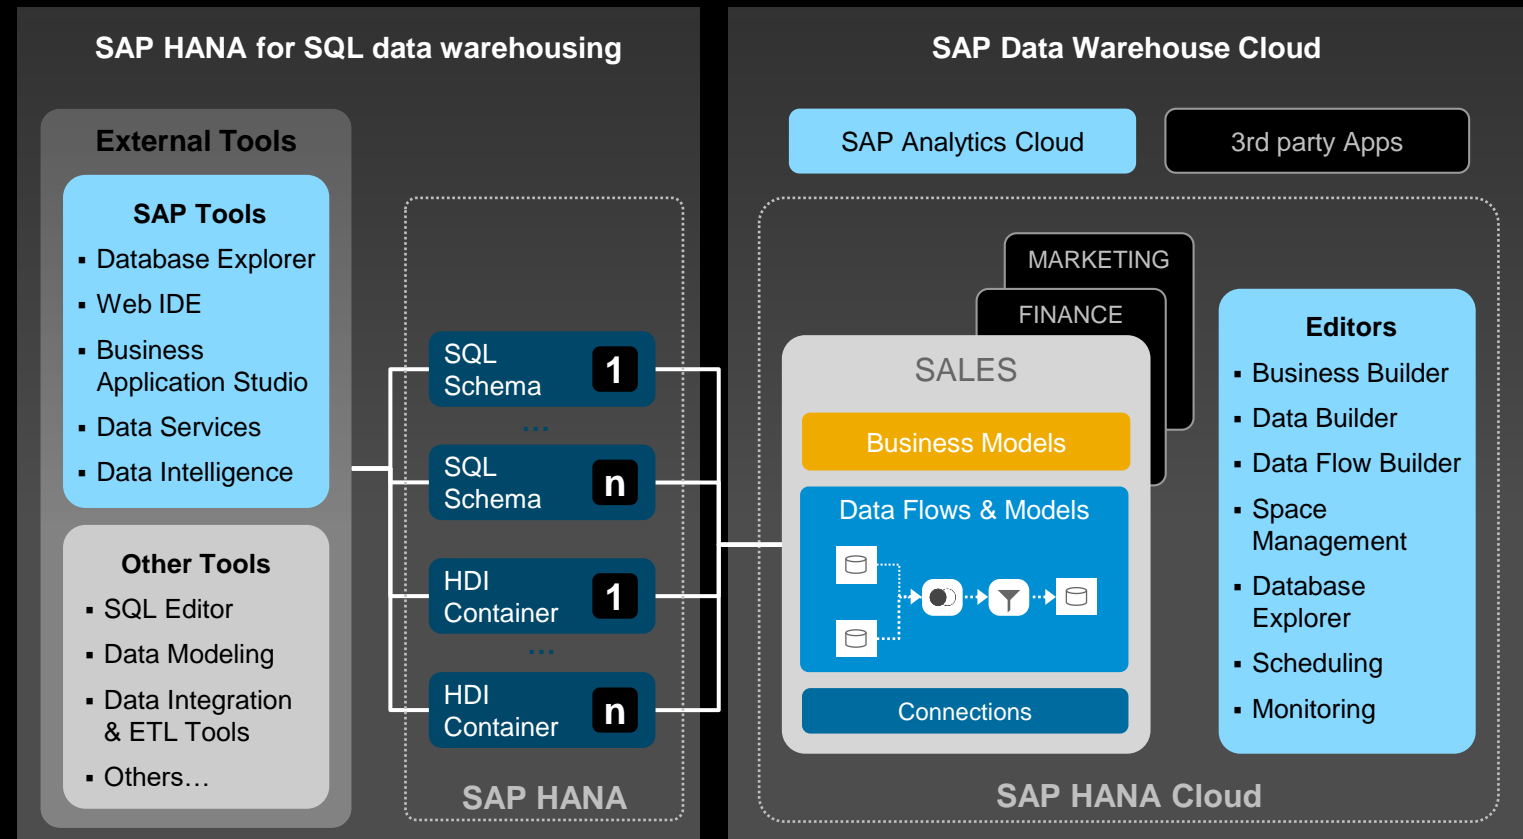 SAP HANA for SQL data warehousing
External Tools
SAP Tools
▪ Database Explorer
▪ Web IDE
▪ Business
Application Studio
▪ Data Services
▪ Data Intelligence
Other Tools
▪ SQL Editor
▪ Data Modeling
▪ Data Integration
& ETL Tools
▪ Others…
SQL
Schema
1
…
SQL
Schema
n
HDI
Container
1
…
HDI
Container
n
SAP HANA
SAP Data Warehouse Cloud
SAP Analytics Cloud
3rd party Apps
MARKETING
FINANCE
SALES
Business Models
Data Flows & Models
Connections
Editors
▪ Business Builder
▪ Data Builder
▪ Data Flow Builder
▪ Space
Management
▪ Database
Explorer
▪ Scheduling
▪ Monitoring
SAP HANA Cloud